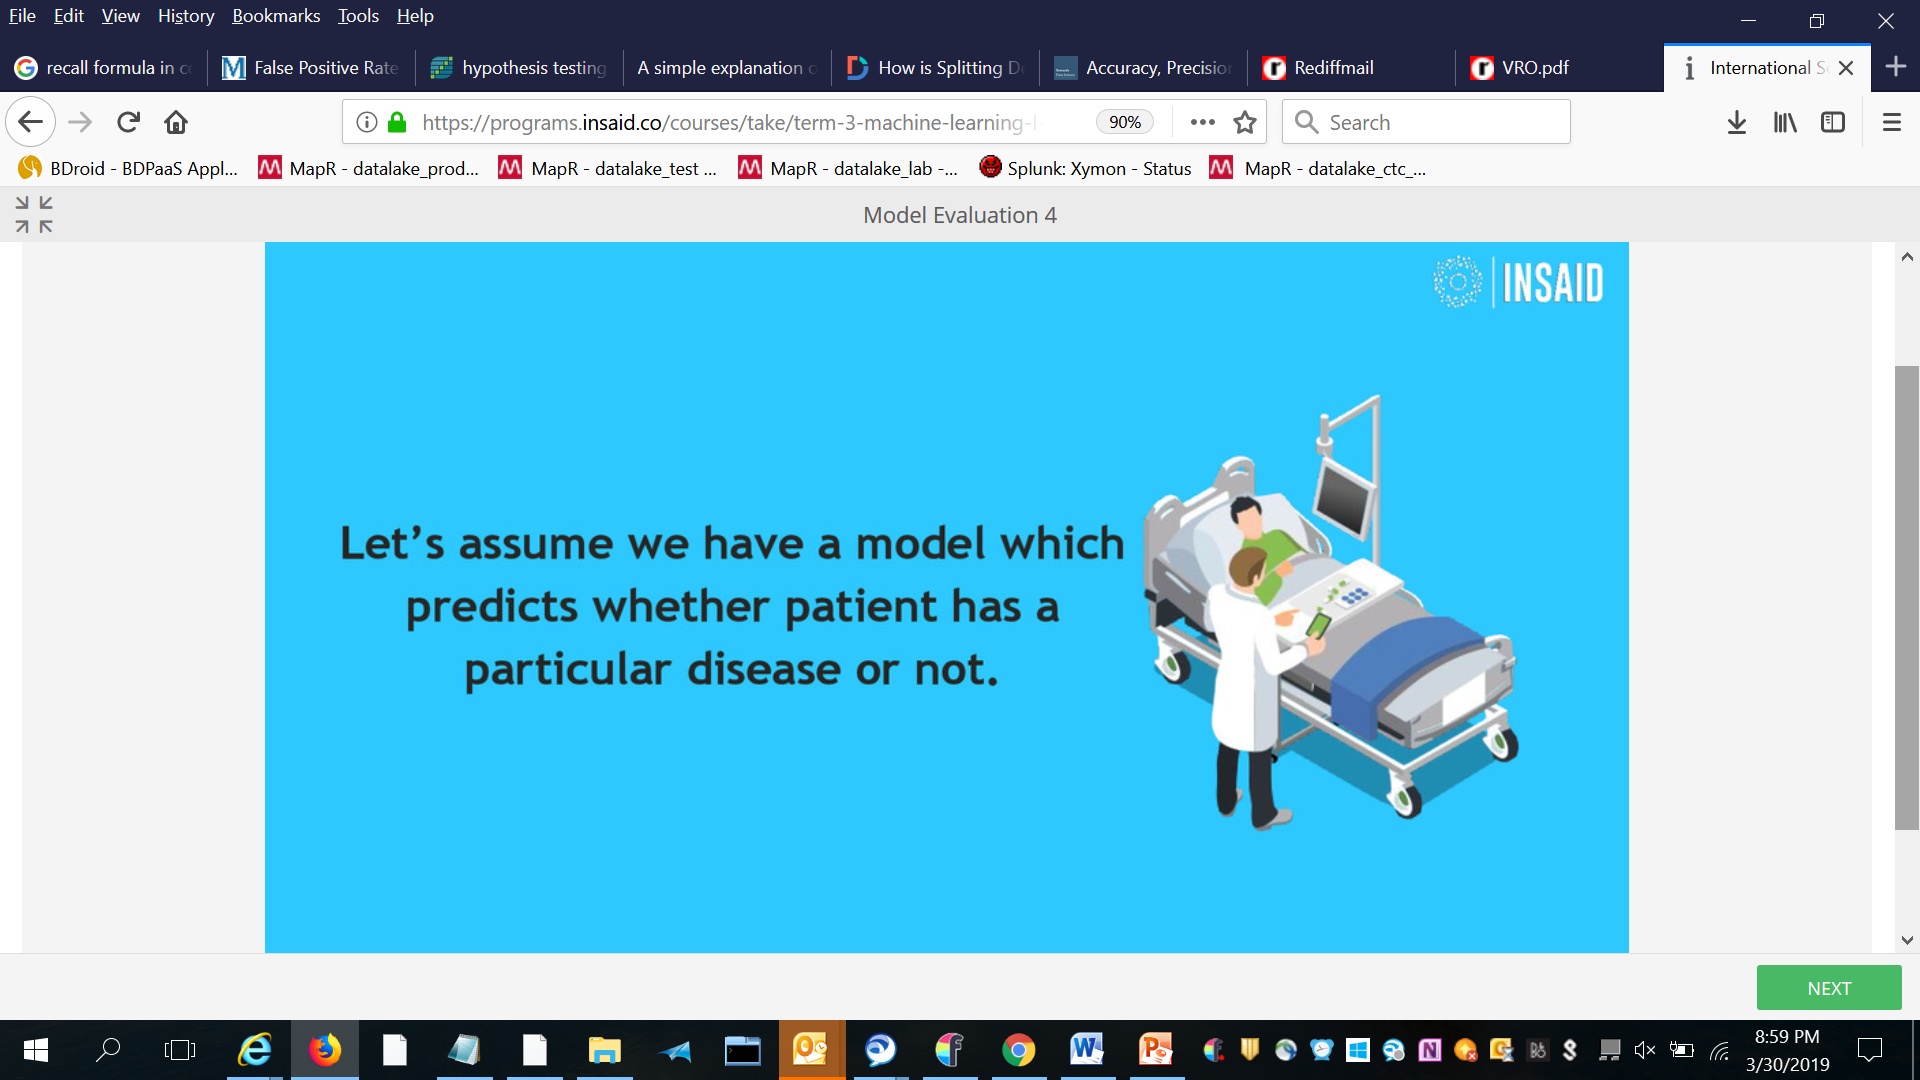 File Edit View History Bookmarks Tools Help
recall formula in c
False Positive Rate
hypothesis testing
A simple explanation
How is Splitting D
Accuracy, Precision
Rediffmail
VRO.pdf
International S
https://programs.insaid.co/courses/take/term-3-machine-learning-l
90%
Search
BDroid - BDPaaS Appl...
MapR - datalake_prod...
MapR - datalake_test ...
MapR - datalake_lab -...
Splunk: Xymon - Status
MapR - datalake_ctc_...
Model Evaluation 4
INSAID
Let's assume we have a model which
predicts whether patient has a
particular disease or not.
NEXT
8:59 PM
3/30/2019